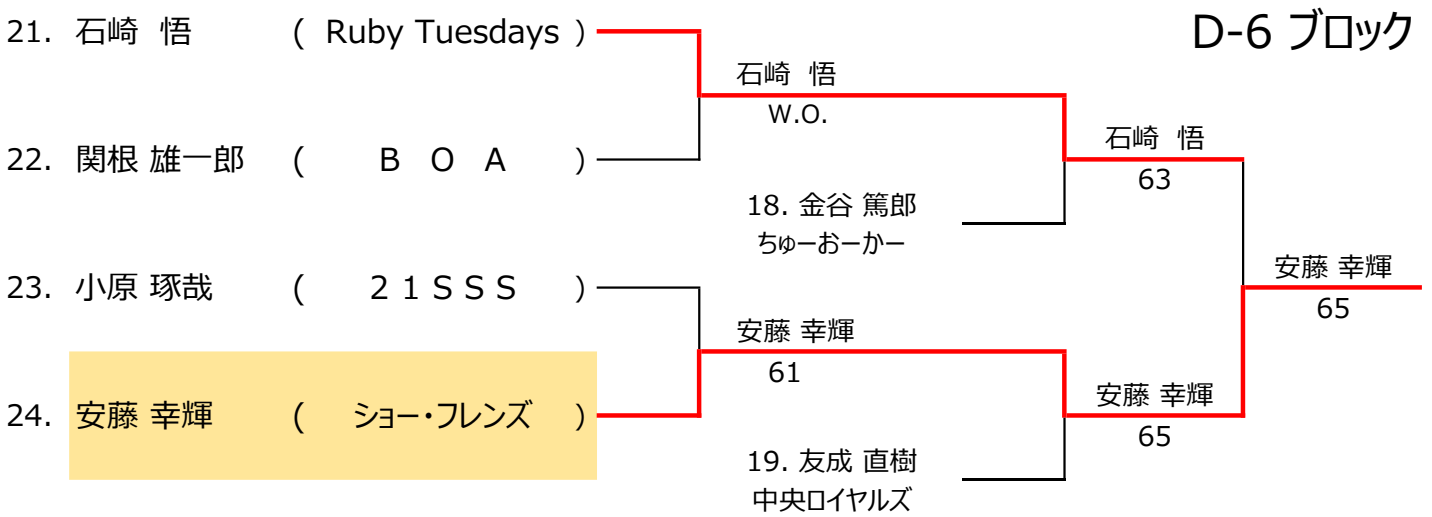 D-6 ブロック
21. 石崎 悟 ( Ruby Tuesdays )
石崎 悟
W.O.
石崎 悟
63
22. 関根 雄一郎 ( B O A )
18. 金谷 篤郎
ちゅーおーかー
安藤 幸輝
65
23. 小原 琢哉 ( 2 1 S S S )
安藤 幸輝
61
安藤 幸輝
65
24. 安藤 幸輝 ( ショー・フレンズ )
19. 友成 直樹
中央ロイヤルズ